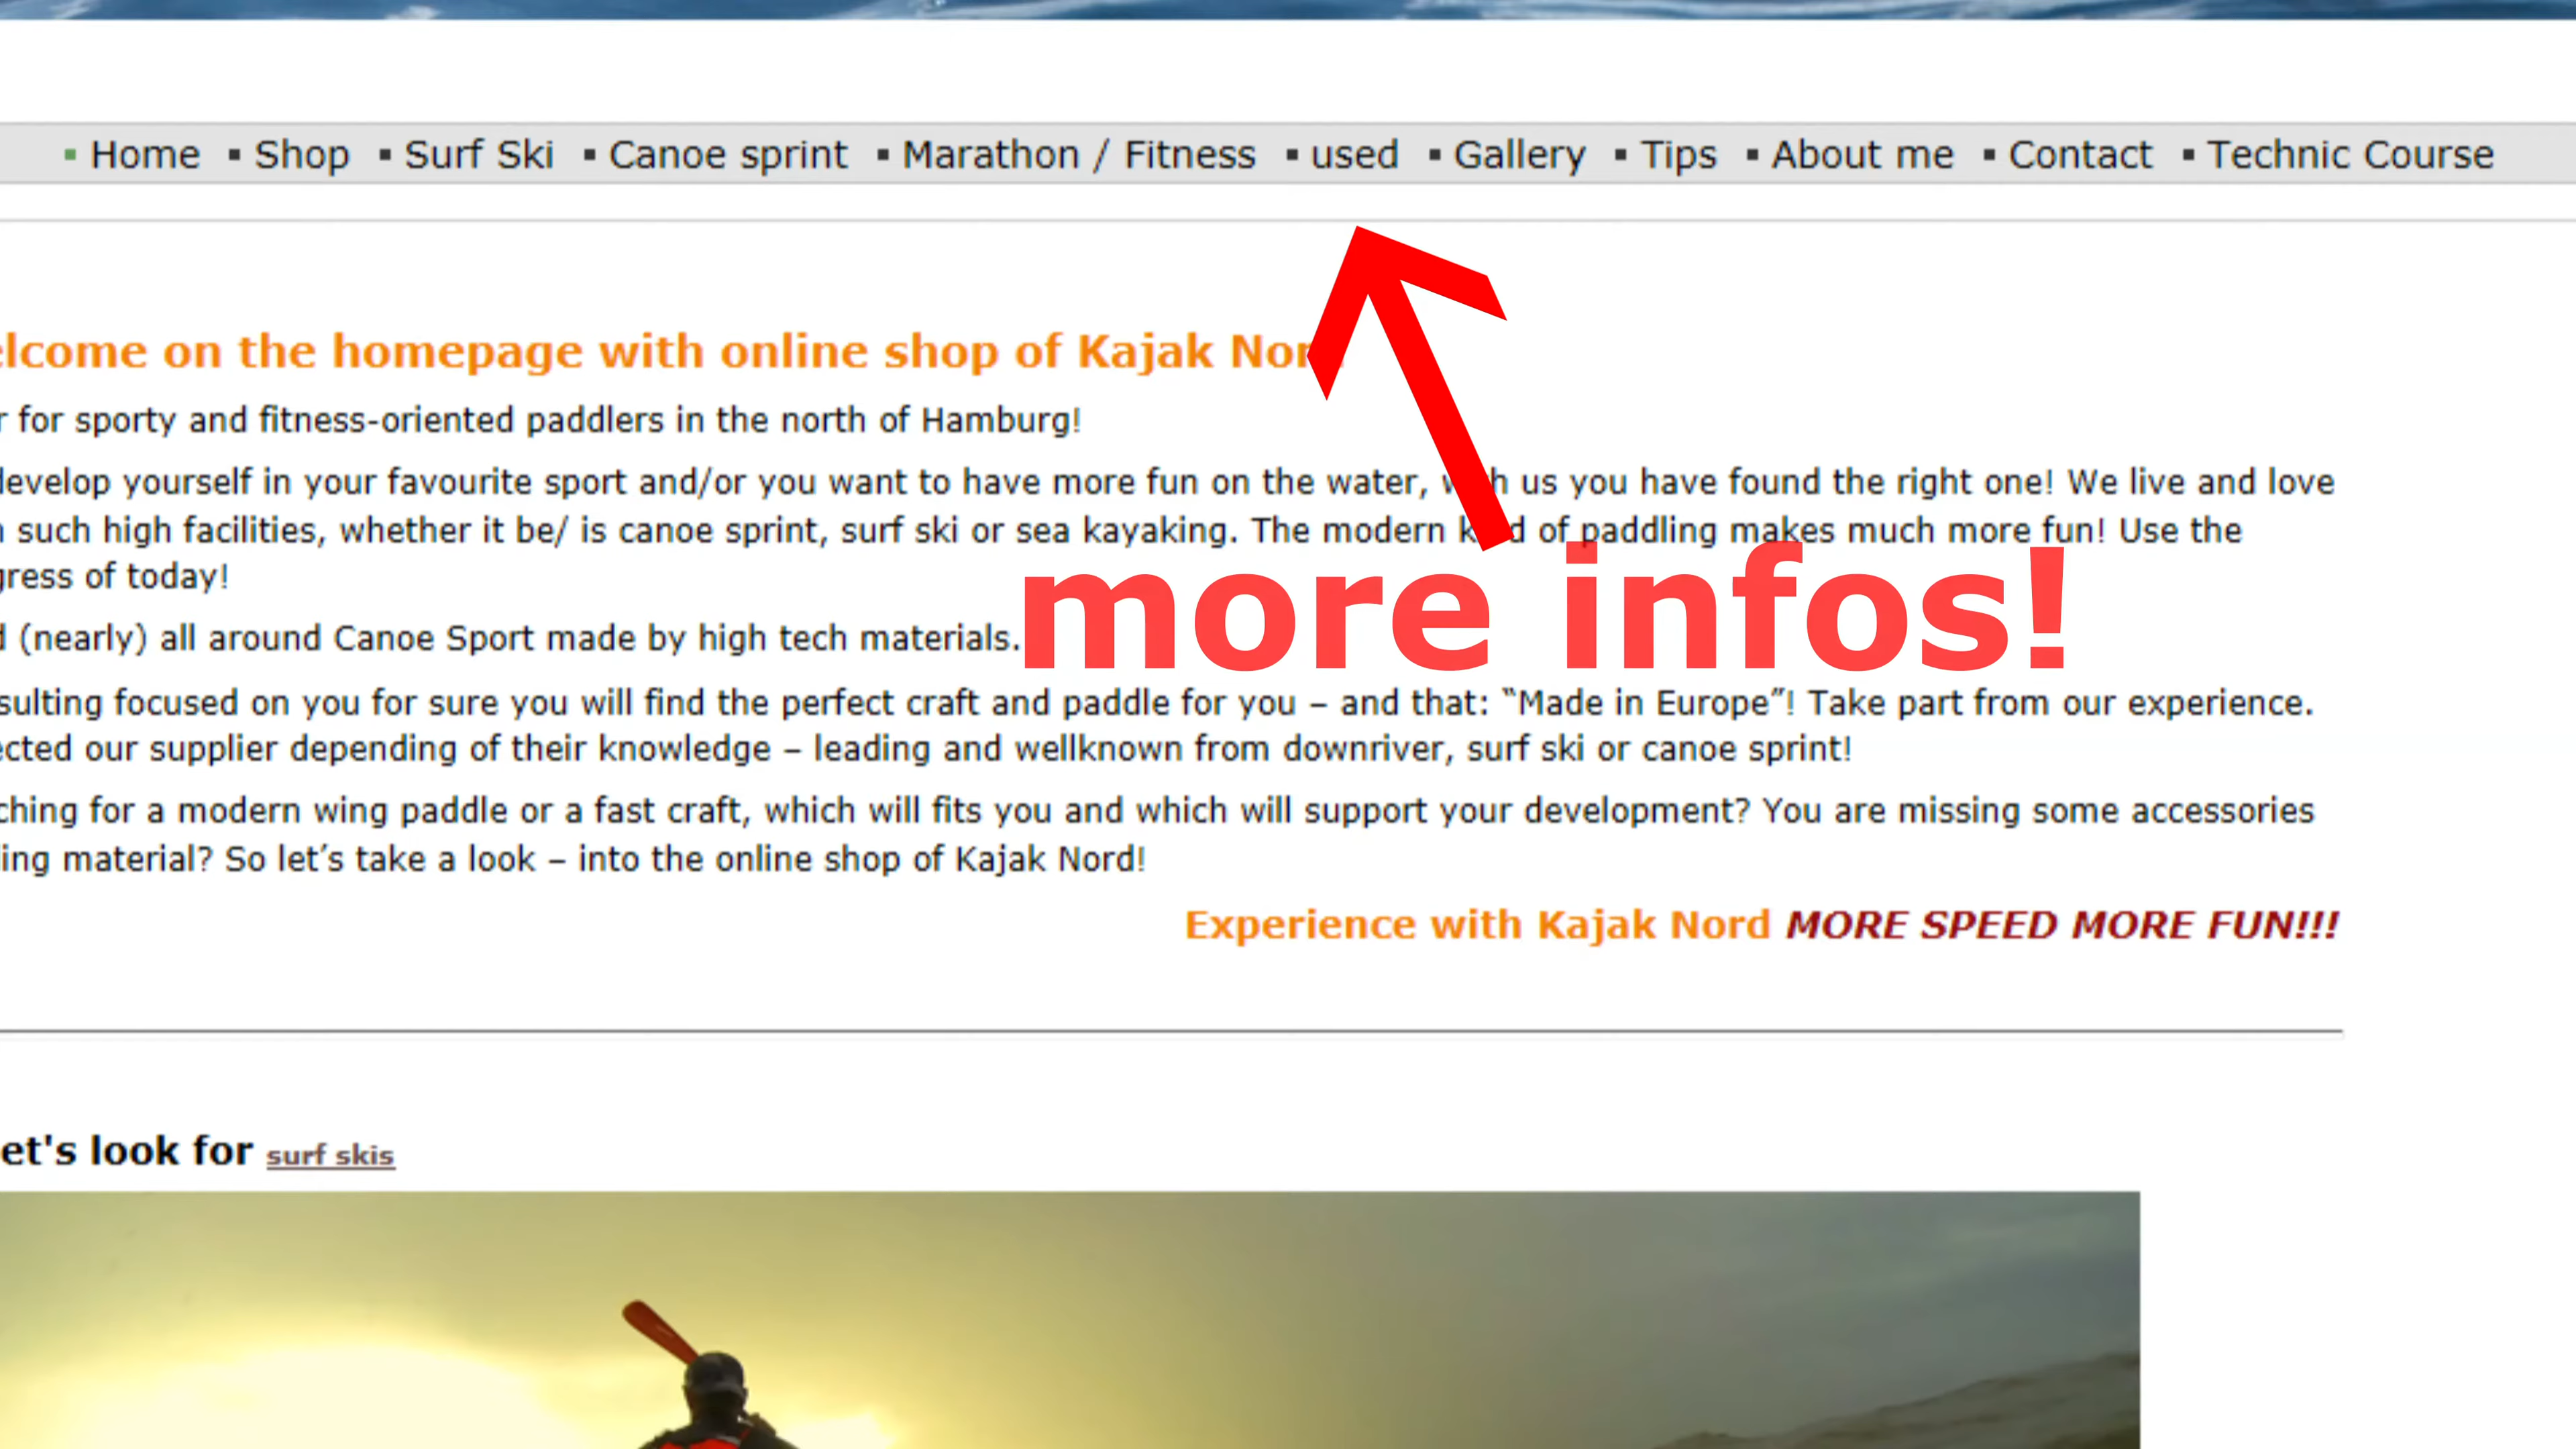 Home Shop Surf Ski Canoe sprint Marathon / Fitness used Gallery Tips About me Contact Technic Course
on the homepage with online shop of Kajak
for sporty and fitness-oriented paddlers in the north of Hamburg!
yourself in your favourite sport and/or you want to have more fun on the water, us you have found the right one! We live and love
such high facilities, whether it be/ is canoe sprint, surf ski or sea kayaking. The modern of paddling makes much more fun! Use the
of today!
more infos!
(nearly) all around Canoe Sport made by high tech materials.
focused on you for sure you will find the perfect craft and paddle for you – and that: “Made in Europe”! Take part from our experience.
our supplier depending of their knowledge – leading and wellknown from downriver, surf ski or canoe sprint!
for a modern wing paddle or a fast craft, which will fits you and which will support your development? You are missing some accessories
material? So let’s take a look – into the online shop of Kajak Nord!
Experience with Kajak Nord MORE SPEED MORE FUN!!!
look for surf skis